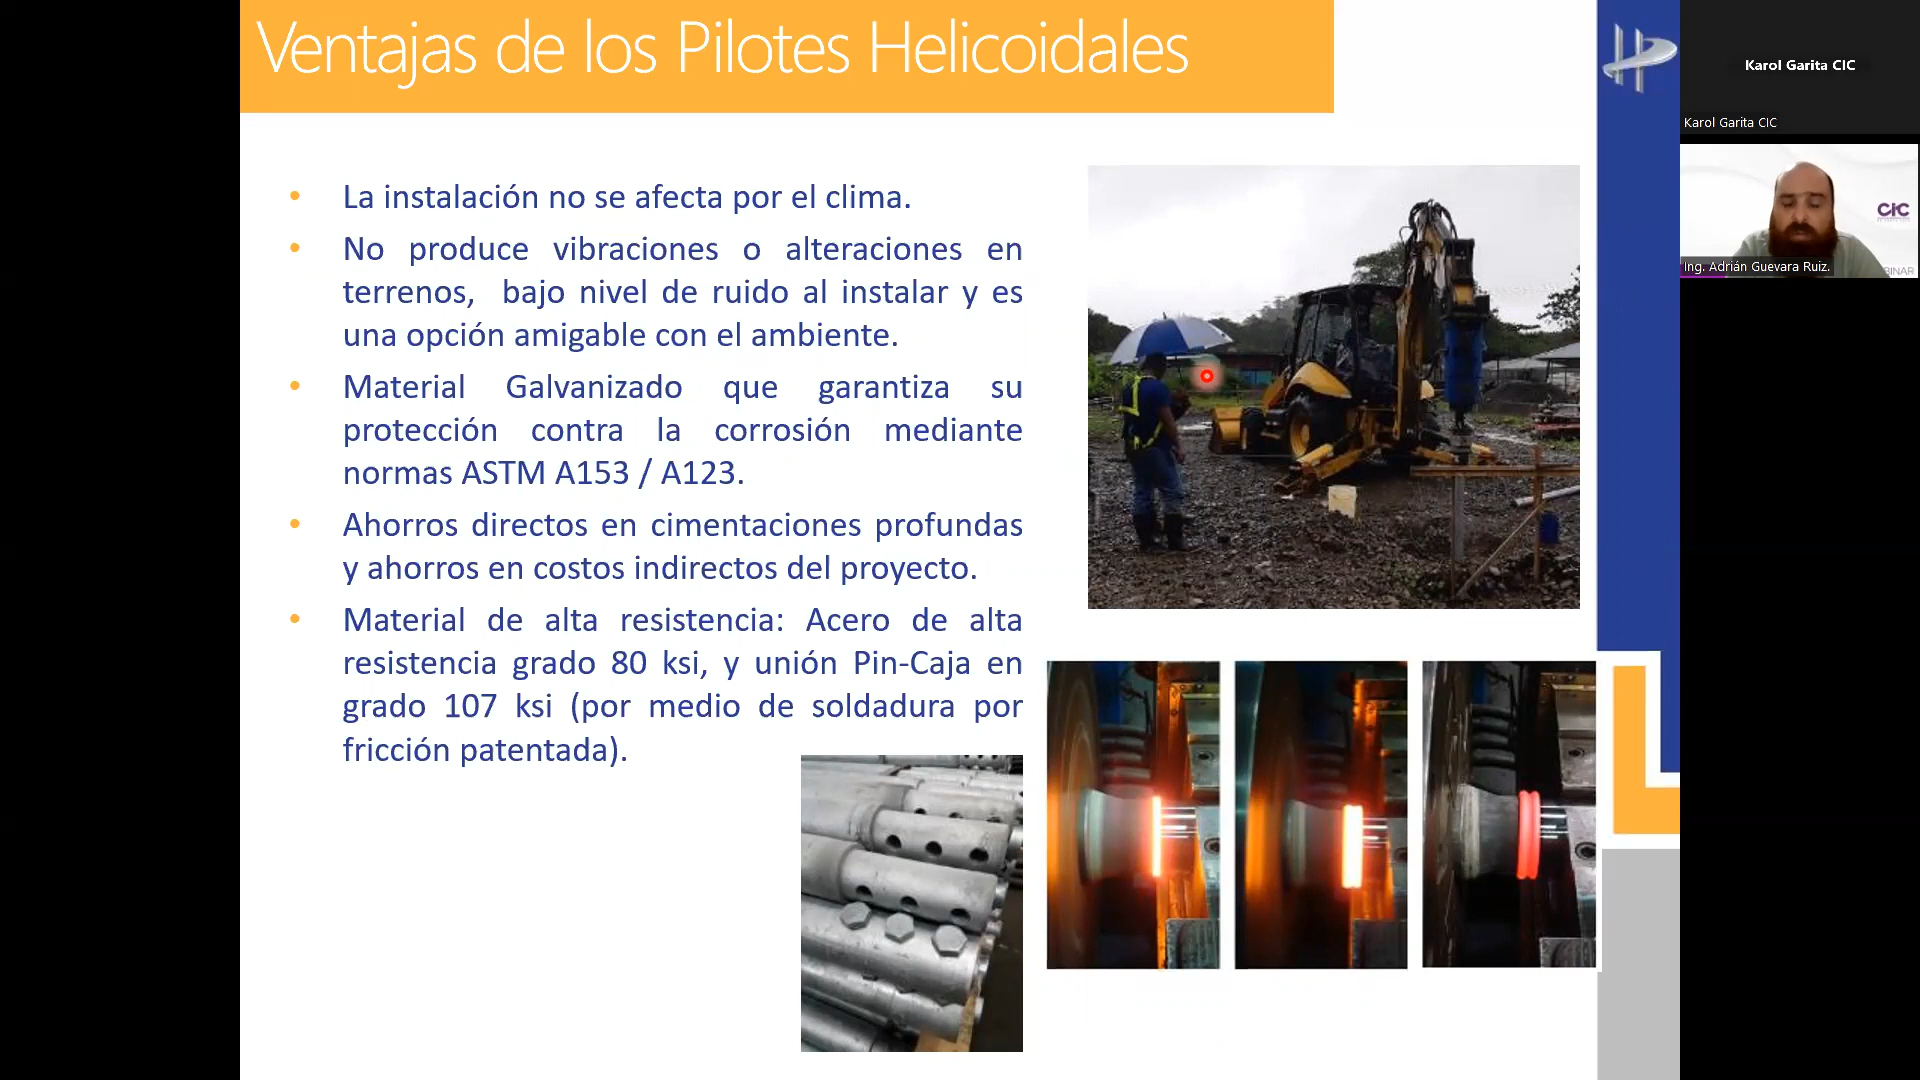 Ventajas de los Pilotes Helicoidales
La instalación no se afecta por el clima.
No produce vibraciones o alteraciones en
terrenos, bajo nivel de ruido al instalar y es
una opción amigable con el ambiente.
Material Galvanizado que garantiza su
protección contra la corrosión mediante
normas ASTM A153 / A123.
Ahorros directos en cimentaciones profundas
y ahorros en costos indirectos del proyecto.
Material de alta resistencia: Acero de alta
resistencia grado 80 ksi, y unión Pin-Caja en
grado 107 ksi (por medio de soldadura por
fricción patentada).
Karol Garita CIC
Karol Garita CIC
CIC
Ing. Adrián Guevara Ruiz.